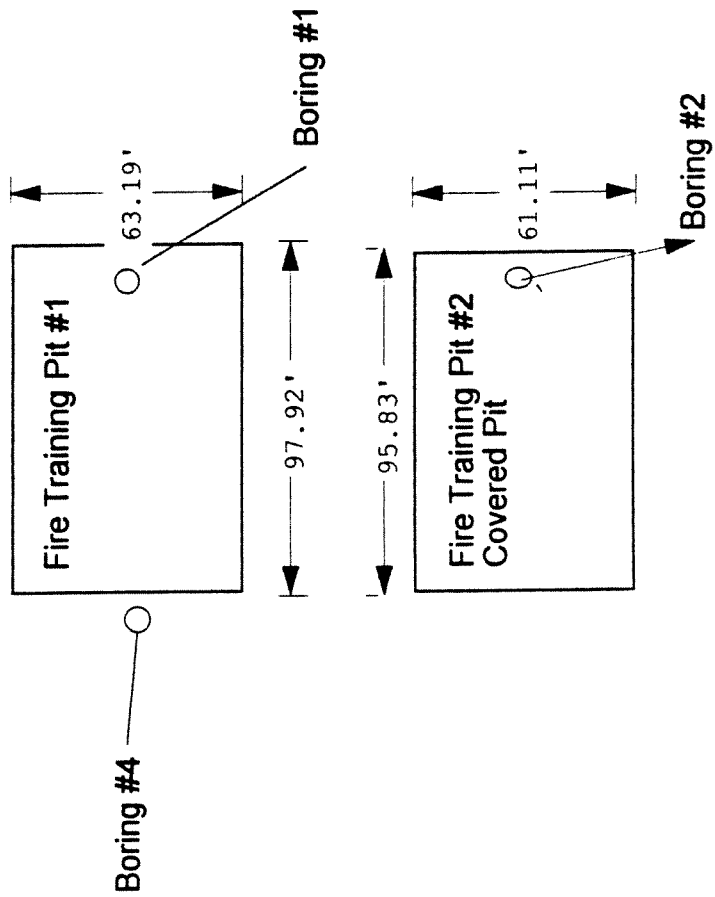 Boring #4
Fire Training Pit #1
63.19'
Boring #1
97.92'
95.83'
Fire Training Pit #2
Covered Pit
61.11'
Boring #2